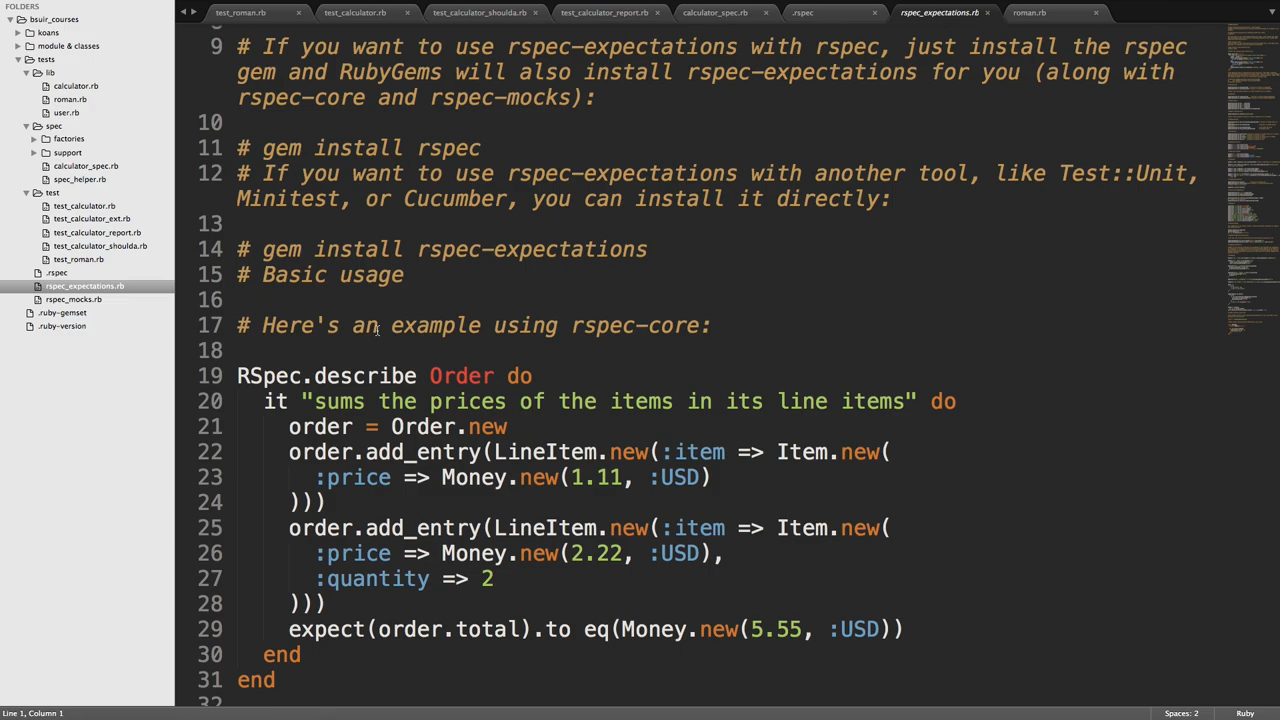 FOLDERS
bsuir_courses
koans
module & classes
tests
lib
calculator.rb
roman.rb
user.rb
spec
factories
support
calculator_spec.rb
spec_helper.rb
test
test_calculator.rb
test_calculator_ext.rb
test_calculator_report.rb
test_calculator_shoulda.rb
test_roman.rb
.rspec
rspec_expectations.rb
rspec_mocks.rb
.ruby-gemset
.ruby-version
test_roman.rb × test_calculator.rb × test_calculator_shoulda.rb × test_calculator_report.rb × calculator_spec.rb × .rspec × rspec_expectations.rb × roman.rb ×
9 # If you want to use rspec-expectations with rspec, just install the rspec
gem and RubyGems will also install rspec-expectations for you (along with
rspec-core and rspec-mocks):
10
11 # gem install rspec
12 # If you want to use rspec-expectations with another tool, like Test::Unit,
Minitest, or Cucumber, you can install it directly:
13
14 # gem install rspec-expectations
15 # Basic usage
16
17 # Here's an example using rspec-core:
18
19 RSpec.describe Order do
20 it "sums the prices of the items in its line items" do
21 order = Order.new
22 order.add_entry(LineItem.new(:item => Item.new(
23 :price => Money.new(1.11, :USD)
24 )))
25 order.add_entry(LineItem.new(:item => Item.new(
26 :price => Money.new(2.22, :USD),
27 :quantity => 2
28 )))
29 expect(order.total).to eq(Money.new(5.55, :USD))
30 end
31 end
32
Line 1, Column 1
Spaces: 2
Ruby